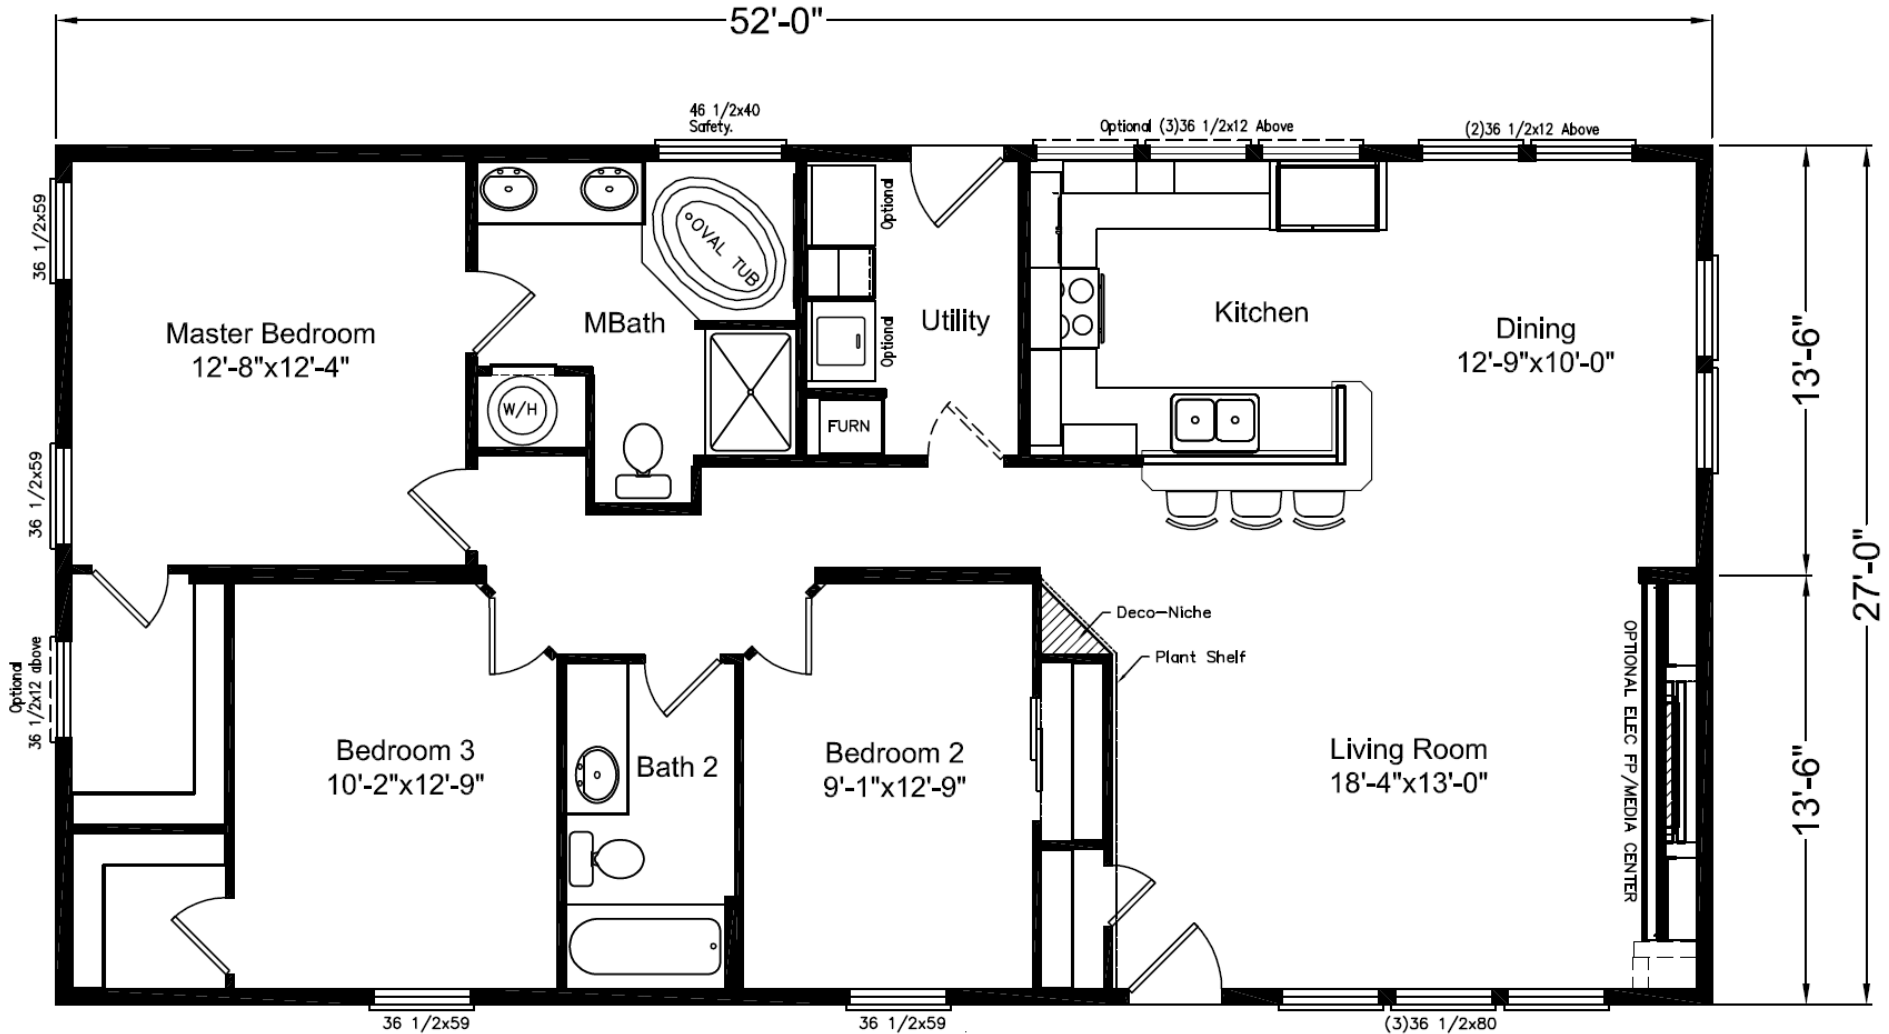 52'-0"
46 1/2x40
Safety.
Optional (3)36 1/2x12 Above
(2)36 1/2x12 Above
36 1/2x59
Optional
OVAL TUB
Master Bedroom
12'-8"x12'-4"
MBath
Utility
Optional
Kitchen
Dining
12'-9"x10'-0"
13'-6"
W/H
FURN
36 1/2x59
27'-0"
Deco-Niche
Plant Shelf
Optional
36 1/2x12 above
Bedroom 3
10'-2"x12'-9"
Bath 2
Bedroom 2
9'-1"x12'-9"
Living Room
18'-4"x13'-0"
OPTIONAL ELEC FP/MEDIA CENTER
13'-6"
36 1/2x59
36 1/2x59
(3)36 1/2x80